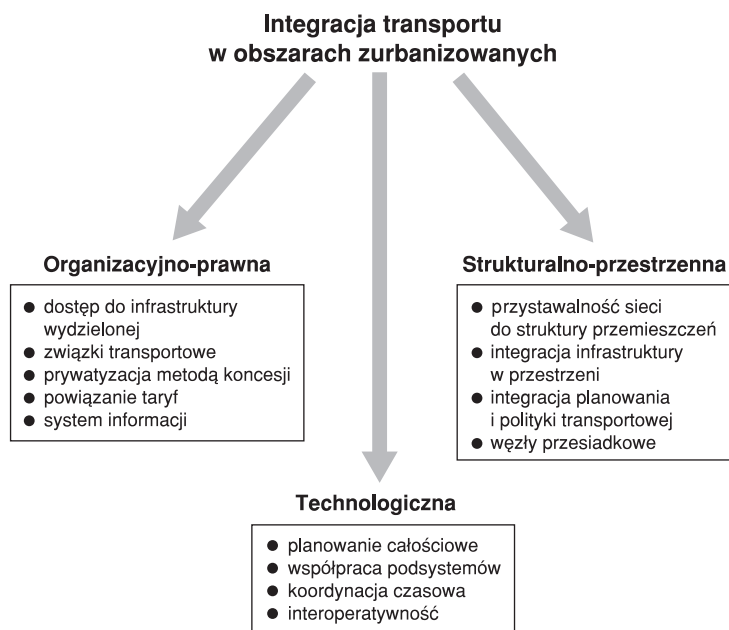 Integracja transportu
w obszarach zurbanizowanych
Organizacyjno-prawna
● dostęp do infrastruktury
wydzielonej
● związki transportowe
● prywatyzacja metodą koncesji
● powiązanie taryf
● system informacji
Strukturalno-przestrzenna
● przystawalność sieci
do struktury przemieszczeń
● integracja infrastruktury
w przestrzeni
● integracja planowania
i polityki transportowej
● węzły przesiadkowe
Technologiczna
● planowanie całościowe
● współpraca podsystemów
● koordynacja czasowa
● interoperatywność